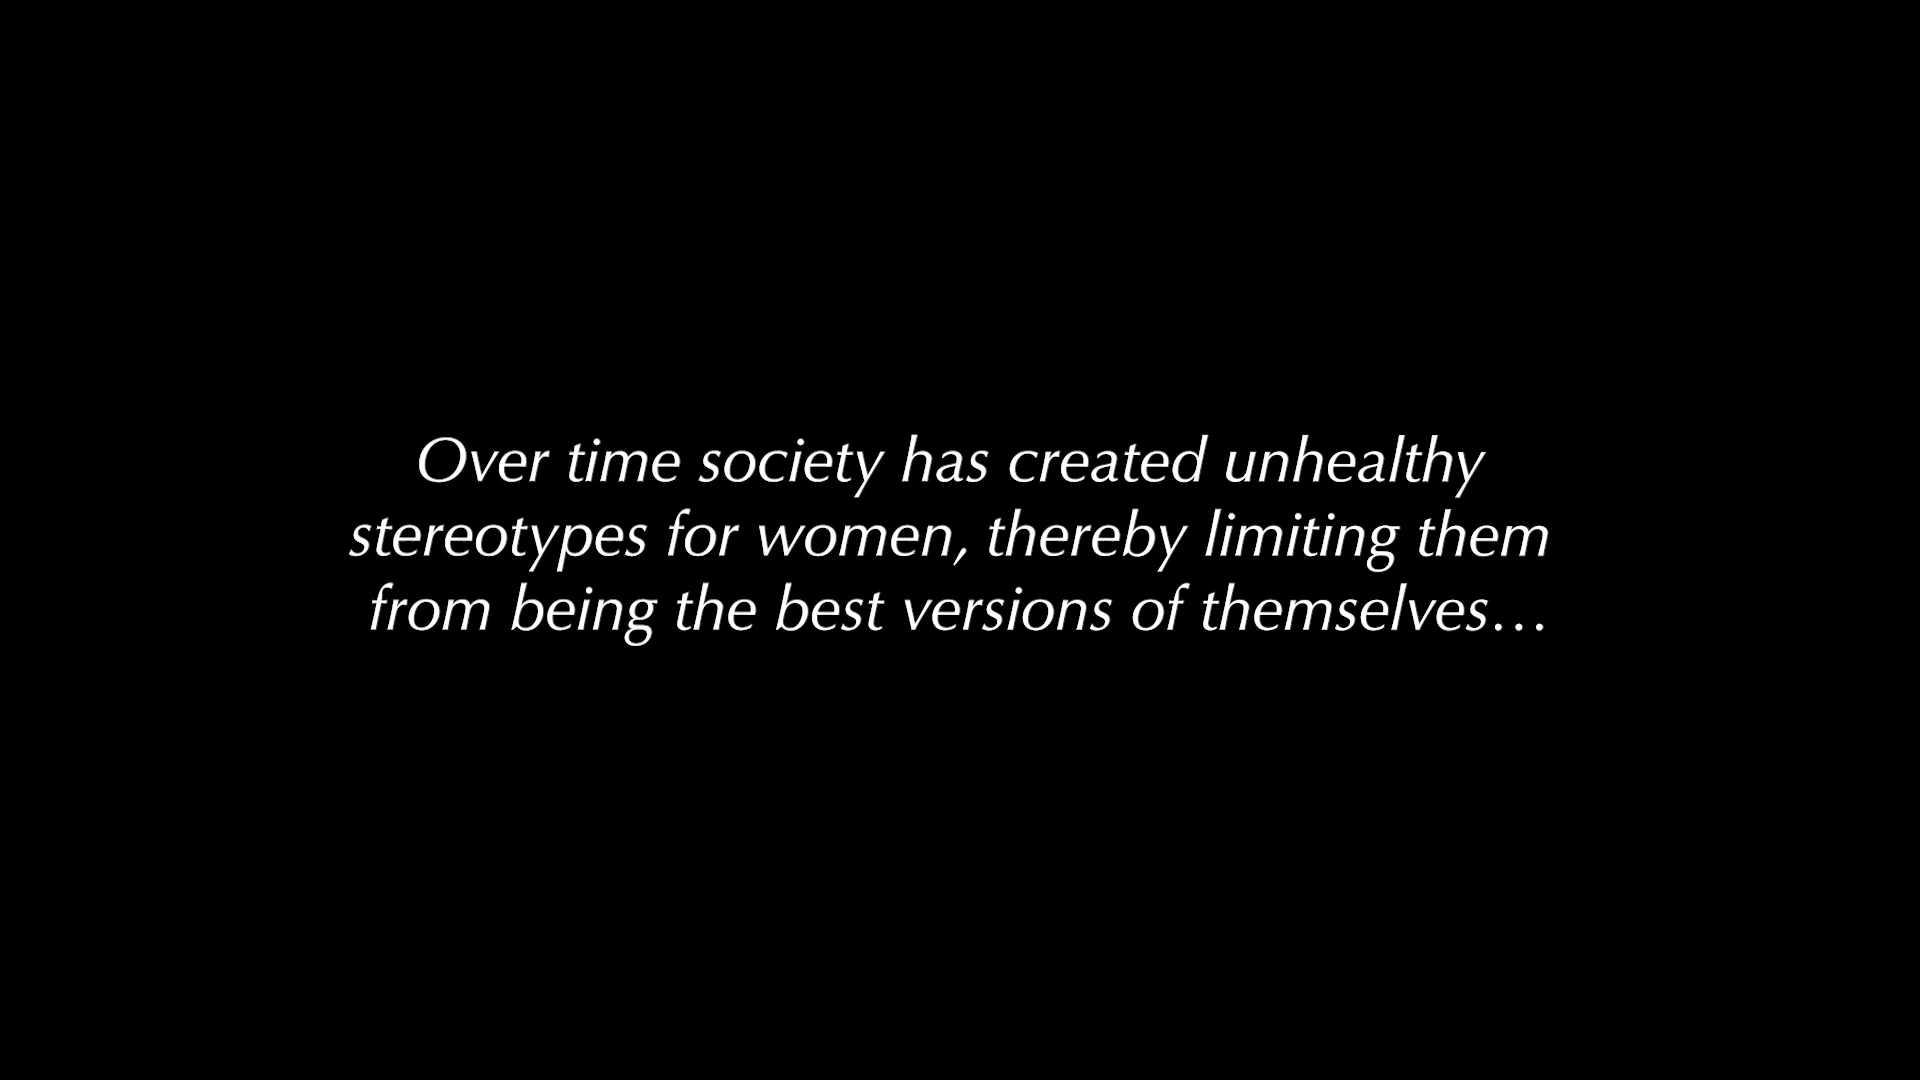 Over time society has created unhealthy
stereotypes for women, thereby limiting them
from being the best versions of themselves…